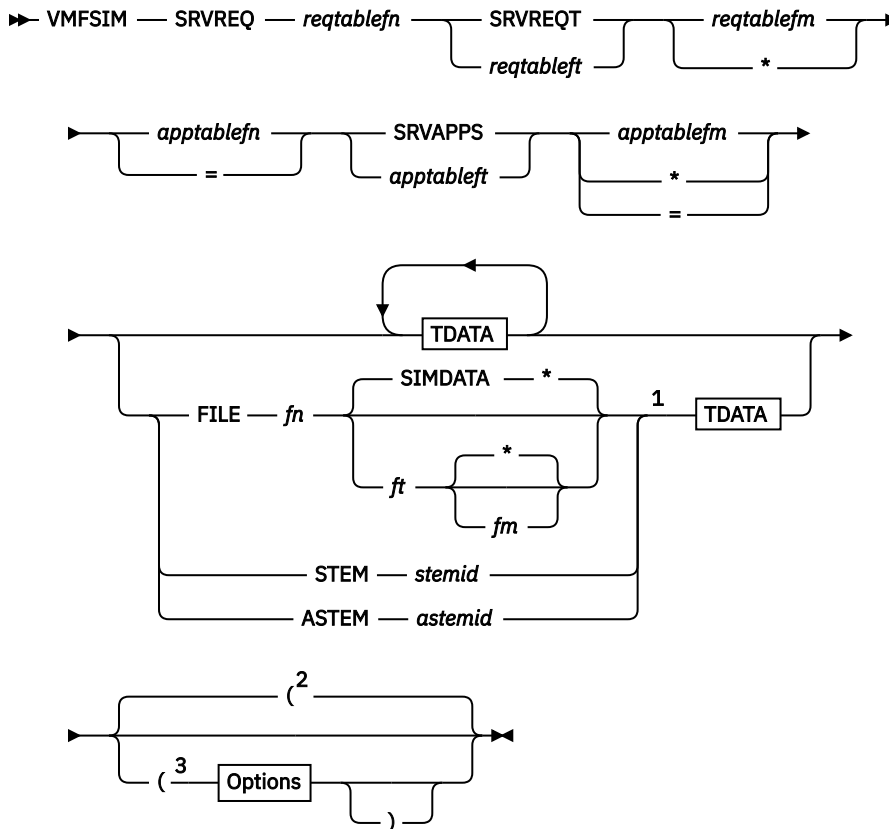 VMFSIM SRVREQ reqtablefn SRVREQT reqtablefm
reqtableft *
apptablefn SRVAPPS apptablefm
= apptableft *
=
TDATA
SIMDATA *
FILE fn 1 TDATA
*
ft
fm
STEM stemid
ASTEM astemid
( 2
( 3 Options
)